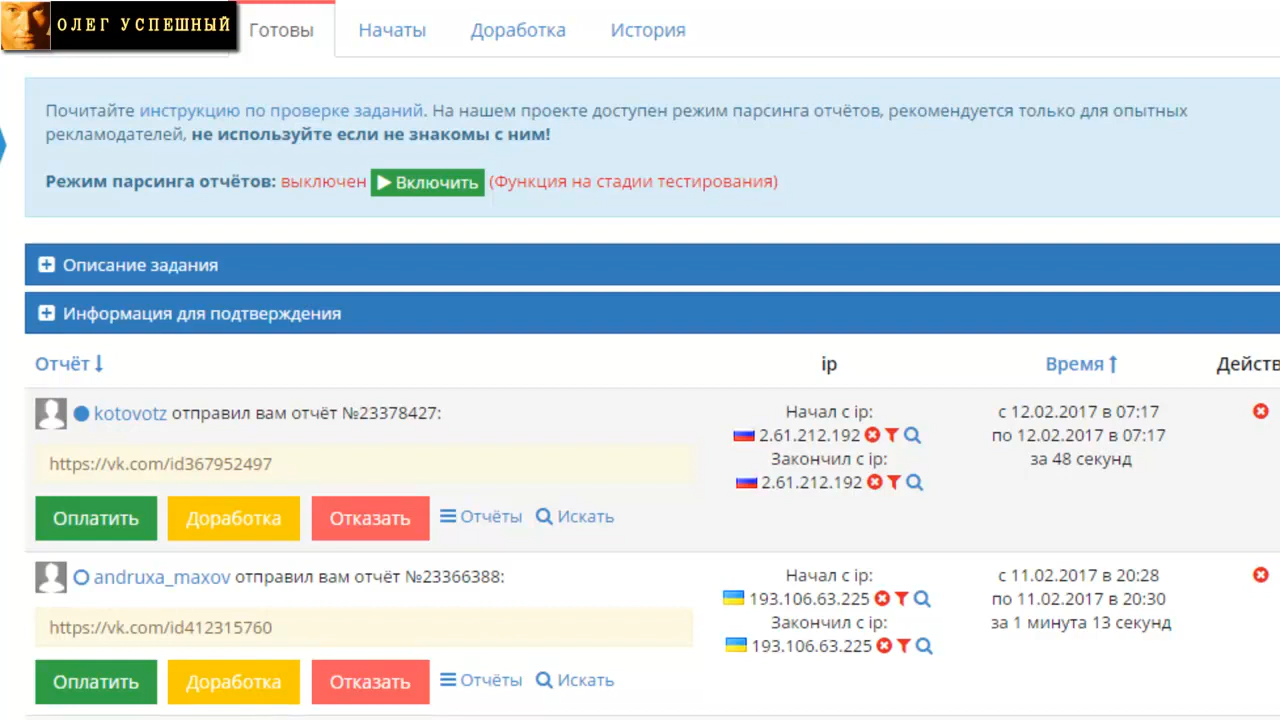 ОЛЕГ УСПЕШНЫЙ
Готовы Начаты Доработка История
Почитайте инструкцию по проверке заданий. На нашем проекте доступен режим парсинга отчётов, рекомендуется только для опытных
рекламодателей, не используйте если не знакомы с ним!
Режим парсинга отчётов: выключен Включить (Функция на стадии тестирования)
Описание задания
Информация для подтверждения
Отчёт ip Время Действ
kotovotz отправил вам отчёт №23378427:
https://vk.com/id367952497
Оплатить Доработка Отказать Отчёты Искать
Начал с ip:
2.61.212.192
Закончил с ip:
2.61.212.192
с 12.02.2017 в 07:17
по 12.02.2017 в 07:17
за 48 секунд
andruxa_maxov отправил вам отчёт №23366388:
https://vk.com/id412315760
Оплатить Доработка Отказать Отчёты Искать
Начал с ip:
193.106.63.225
Закончил с ip:
193.106.63.225
с 11.02.2017 в 20:28
по 11.02.2017 в 20:30
за 1 минута 13 секунд